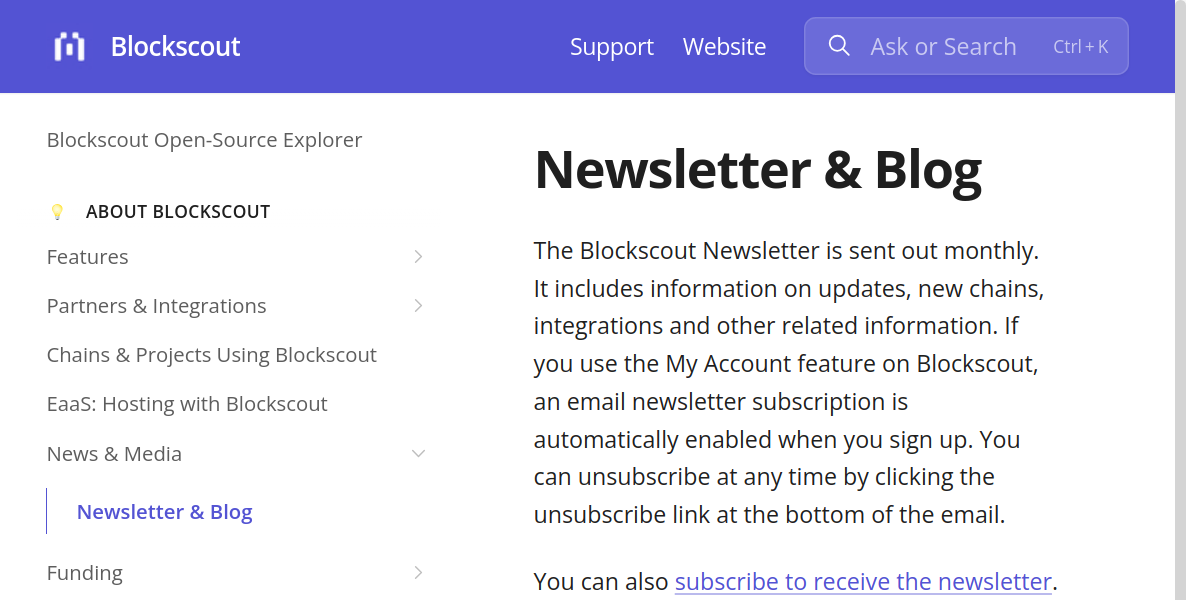 Blockscout
Support
Website
Ask or Search
Ctrl + K
Blockscout Open-Source Explorer
ABOUT BLOCKSCOUT
Features
Partners & Integrations
Chains & Projects Using Blockscout
EaaS: Hosting with Blockscout
News & Media
Newsletter & Blog
Funding
Newsletter & Blog
The Blockscout Newsletter is sent out monthly.
It includes information on updates, new chains,
integrations and other related information. If
you use the My Account feature on Blockscout,
an email newsletter subscription is
automatically enabled when you sign up. You
can unsubscribe at any time by clicking the
unsubscribe link at the bottom of the email.
You can also subscribe to receive the newsletter.